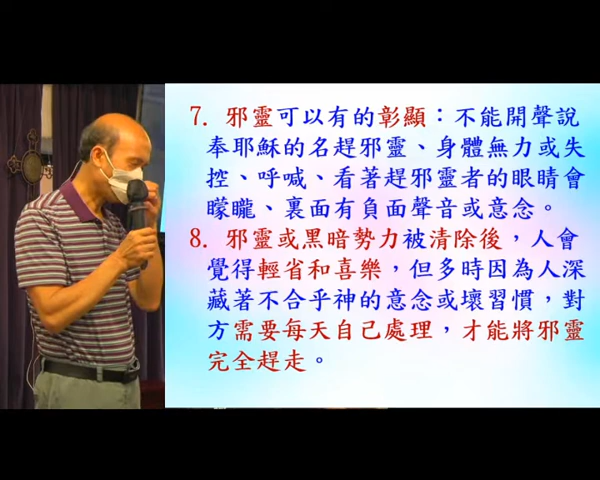 7. 邪靈可以有的彰顯：不能開聲說
奉耶穌的名趕邪靈、身體無力或失
控、呼喊、看著趕邪靈者的眼睛會
矇矓、裏面有負面聲音或意念。
8. 邪靈或黑暗勢力被清除後，人會
覺得輕省和喜樂，但多時因為人深
藏著不合乎神的意念或壞習慣，對
方需要每天自己處理，才能將邪靈
完全趕走。